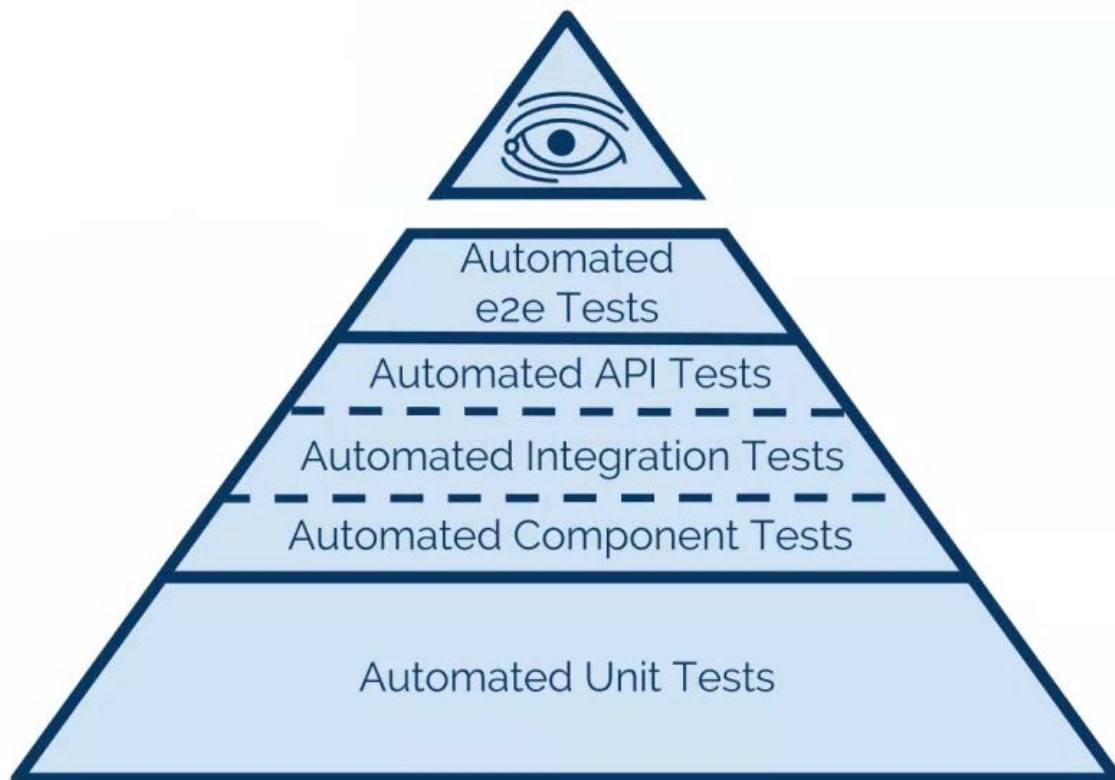 Automated
e2e Tests
Automated API Tests
Automated Integration Tests
Automated Component Tests
Automated Unit Tests